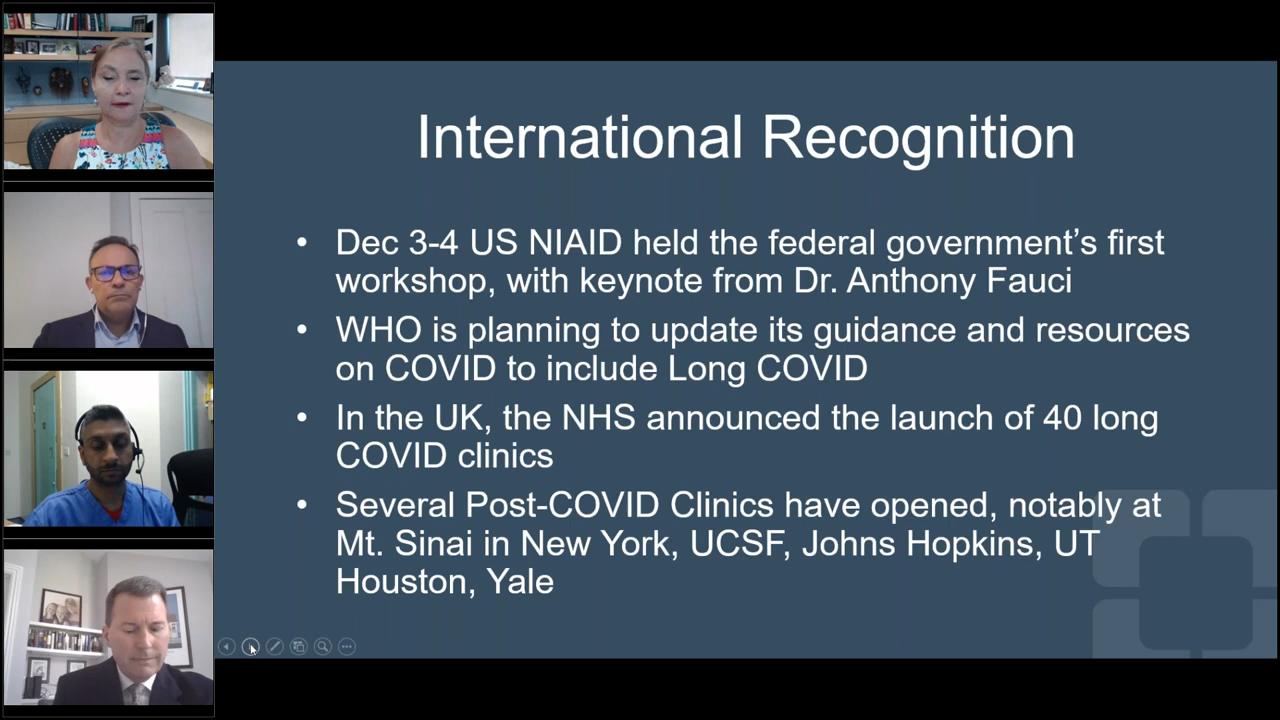 International Recognition
• Dec 3-4 US NIAID held the federal government’s first
workshop, with keynote from Dr. Anthony Fauci
• WHO is planning to update its guidance and resources
on COVID to include Long COVID
• In the UK, the NHS announced the launch of 40 long
COVID clinics
• Several Post-COVID Clinics have opened, notably at
Mt. Sinai in New York, UCSF, Johns Hopkins, UT
Houston, Yale